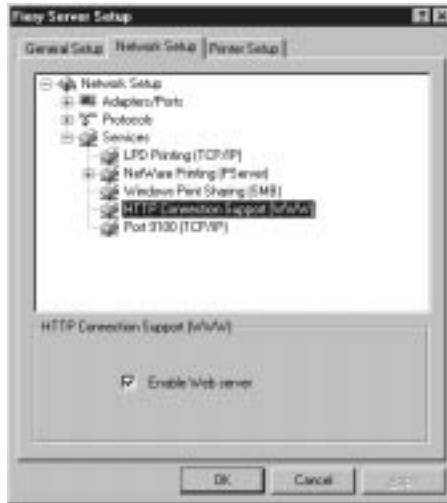 Fiery Server Setup
General Setup Network Setup Printer Setup
Network Setup
Adapters/Ports
Protocols
Services
LPD Printing (TCP/IP)
NetWare Printing (PServer)
Windows Print Sharing (SMB)
HTTP Connection Support (WWW)
Port 9100 (TCP/IP)
HTTP Connection Support (WWW)
Enable Web server
OK Cancel